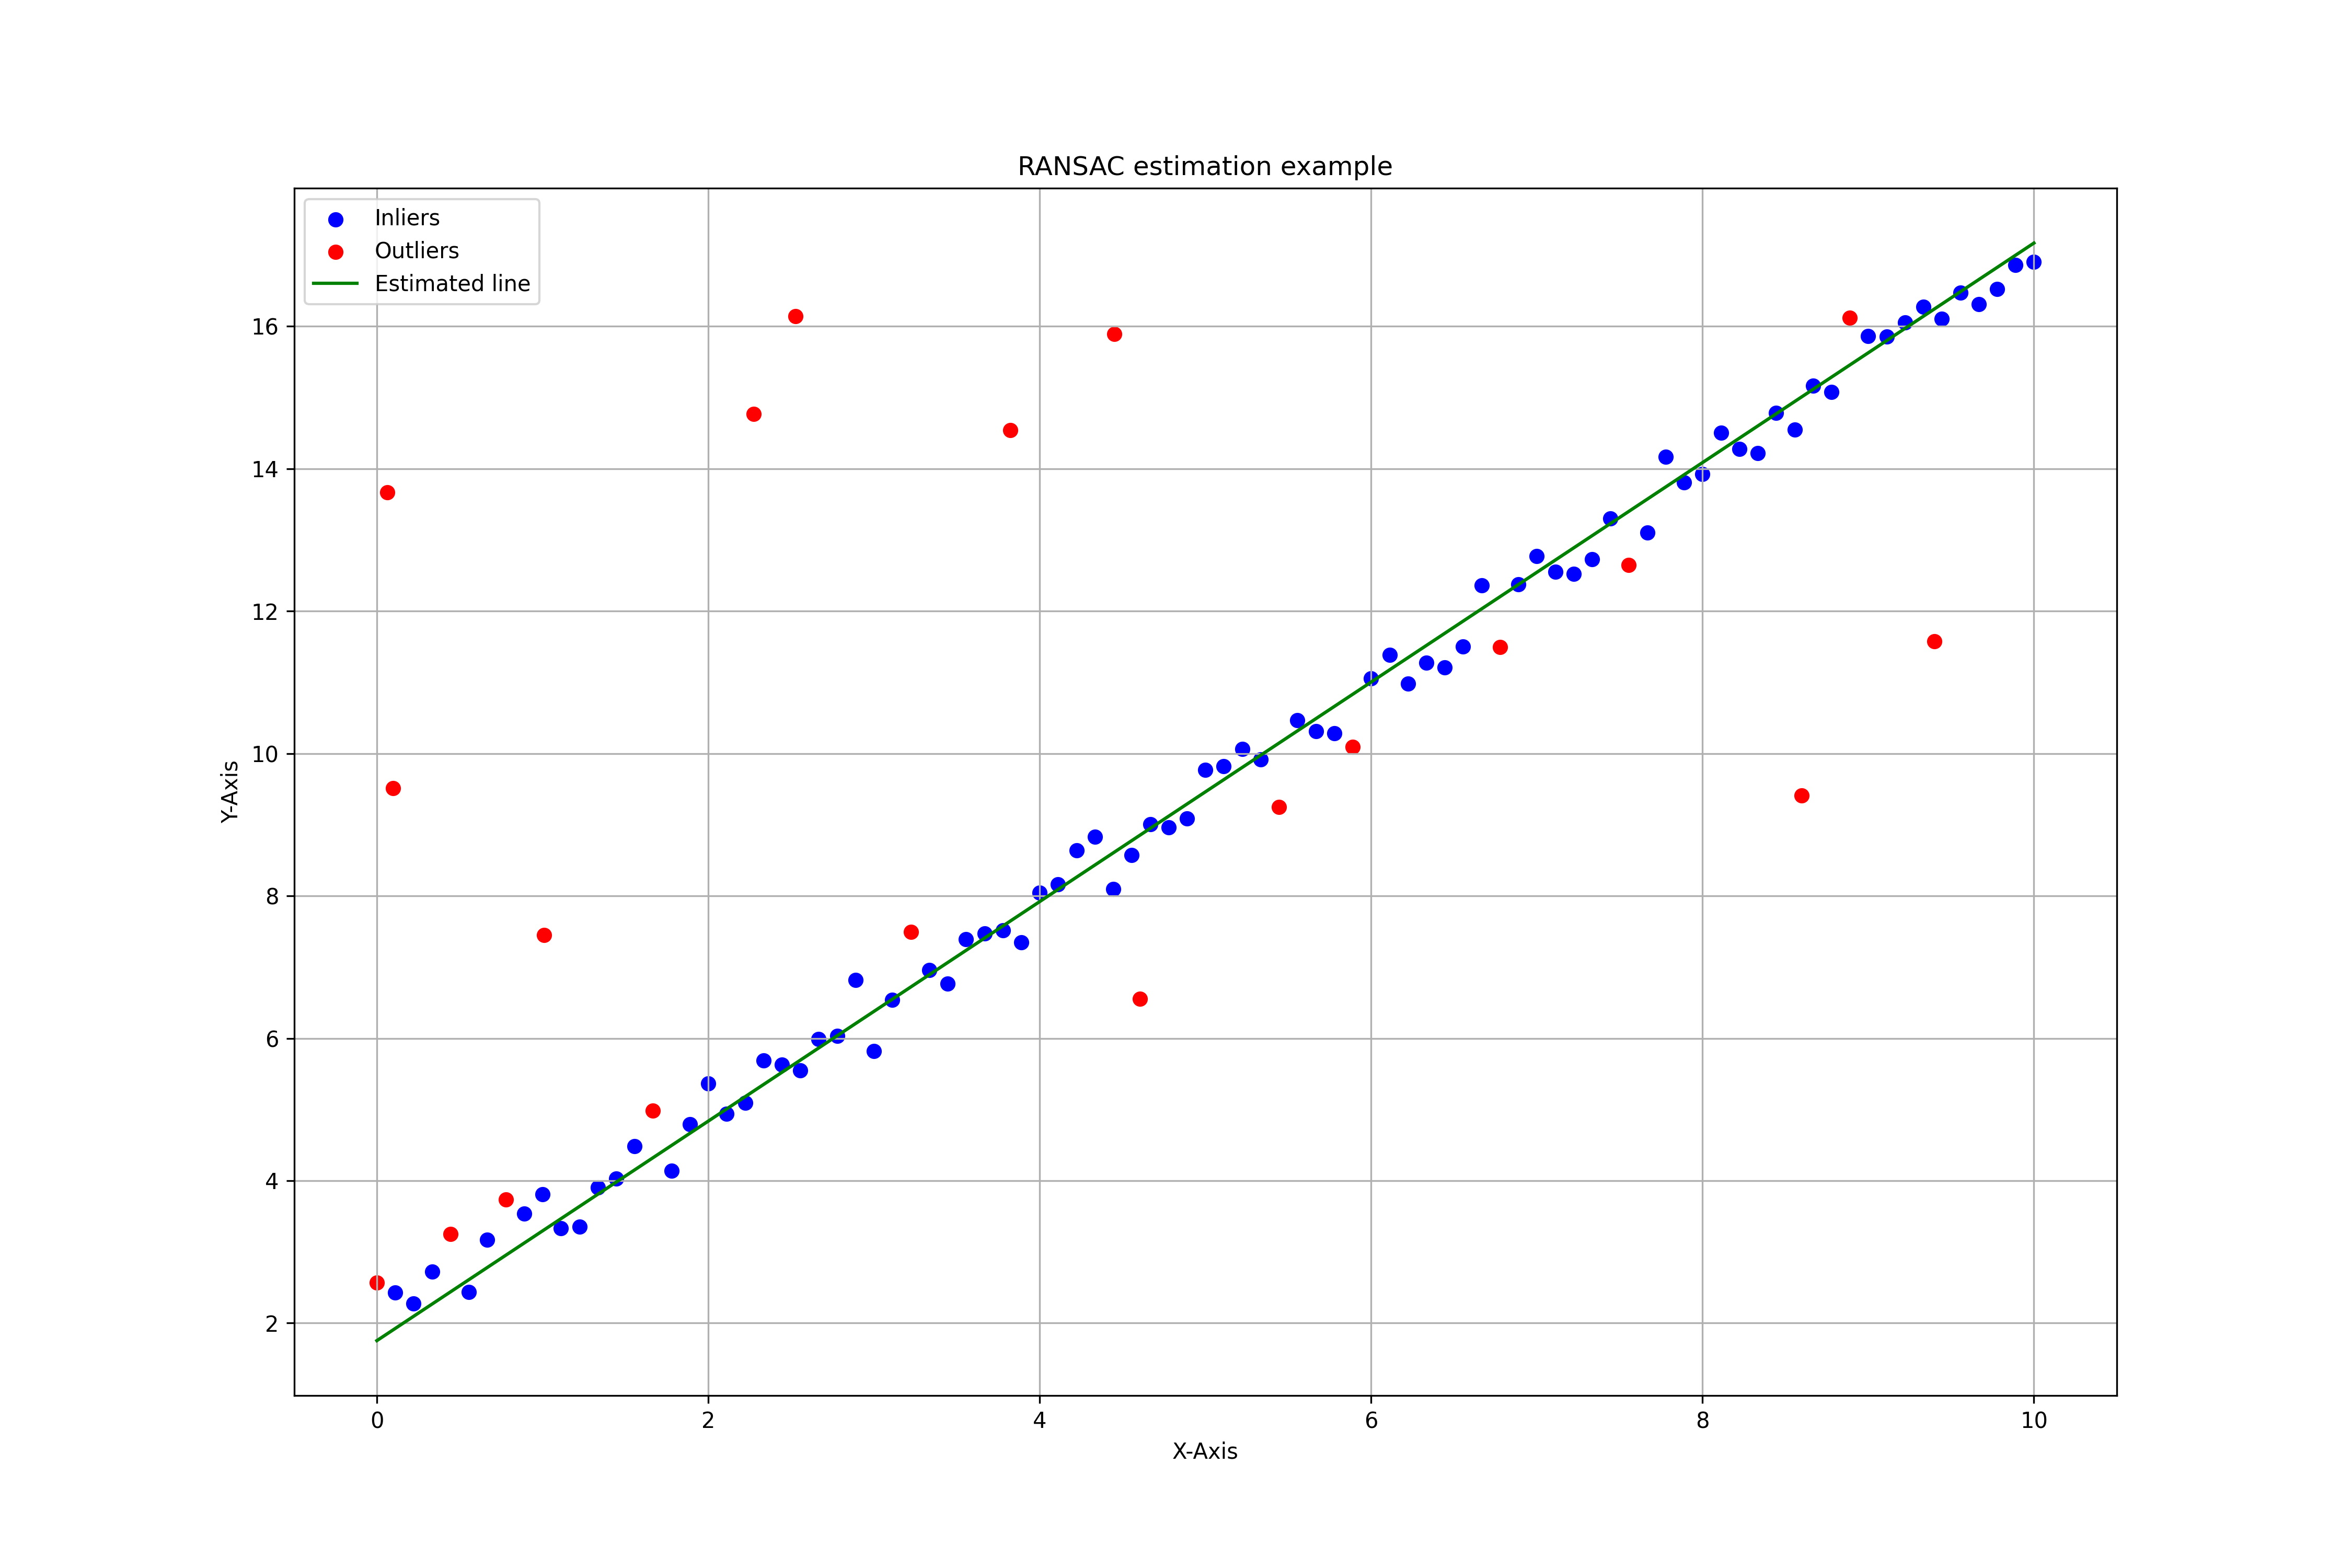 RANSAC estimation example
Inliers
Outliers
Estimated line
16
14
12
10
8
6
4
2
Y-Axis
0 2 4 6 8 10
X-Axis